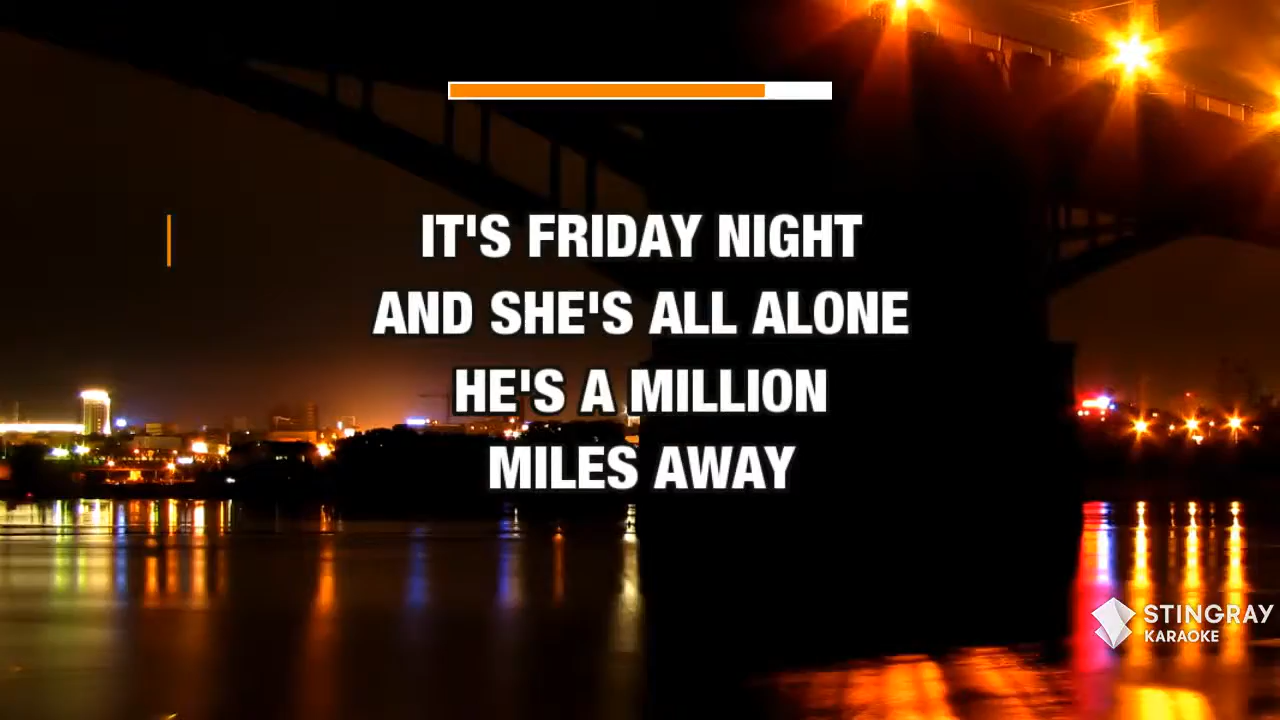 IT'S FRIDAY NIGHT
AND SHE'S ALL ALONE
HE'S A MILLION
MILES AWAY
STINGRAY
KARAOKE